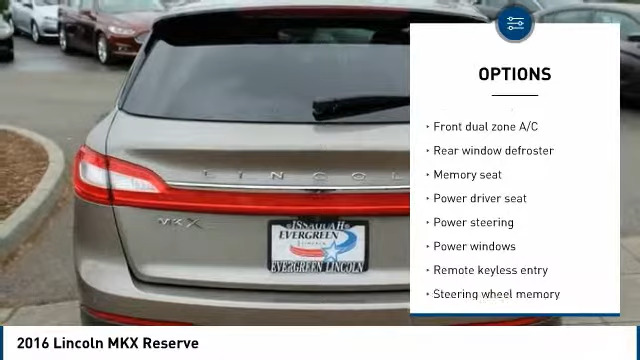 OPTIONS
• Front dual zone A/C
• Rear window defroster
• Memory seat
• Power driver seat
• Power steering
• Power windows
• Remote keyless entry
• Steering wheel memory
LINCOL
MKX
ISSAQUAH
EVERGREEN
LINCOLN
EVERGREEN LINCOLN
2016 Lincoln MKX Reserve